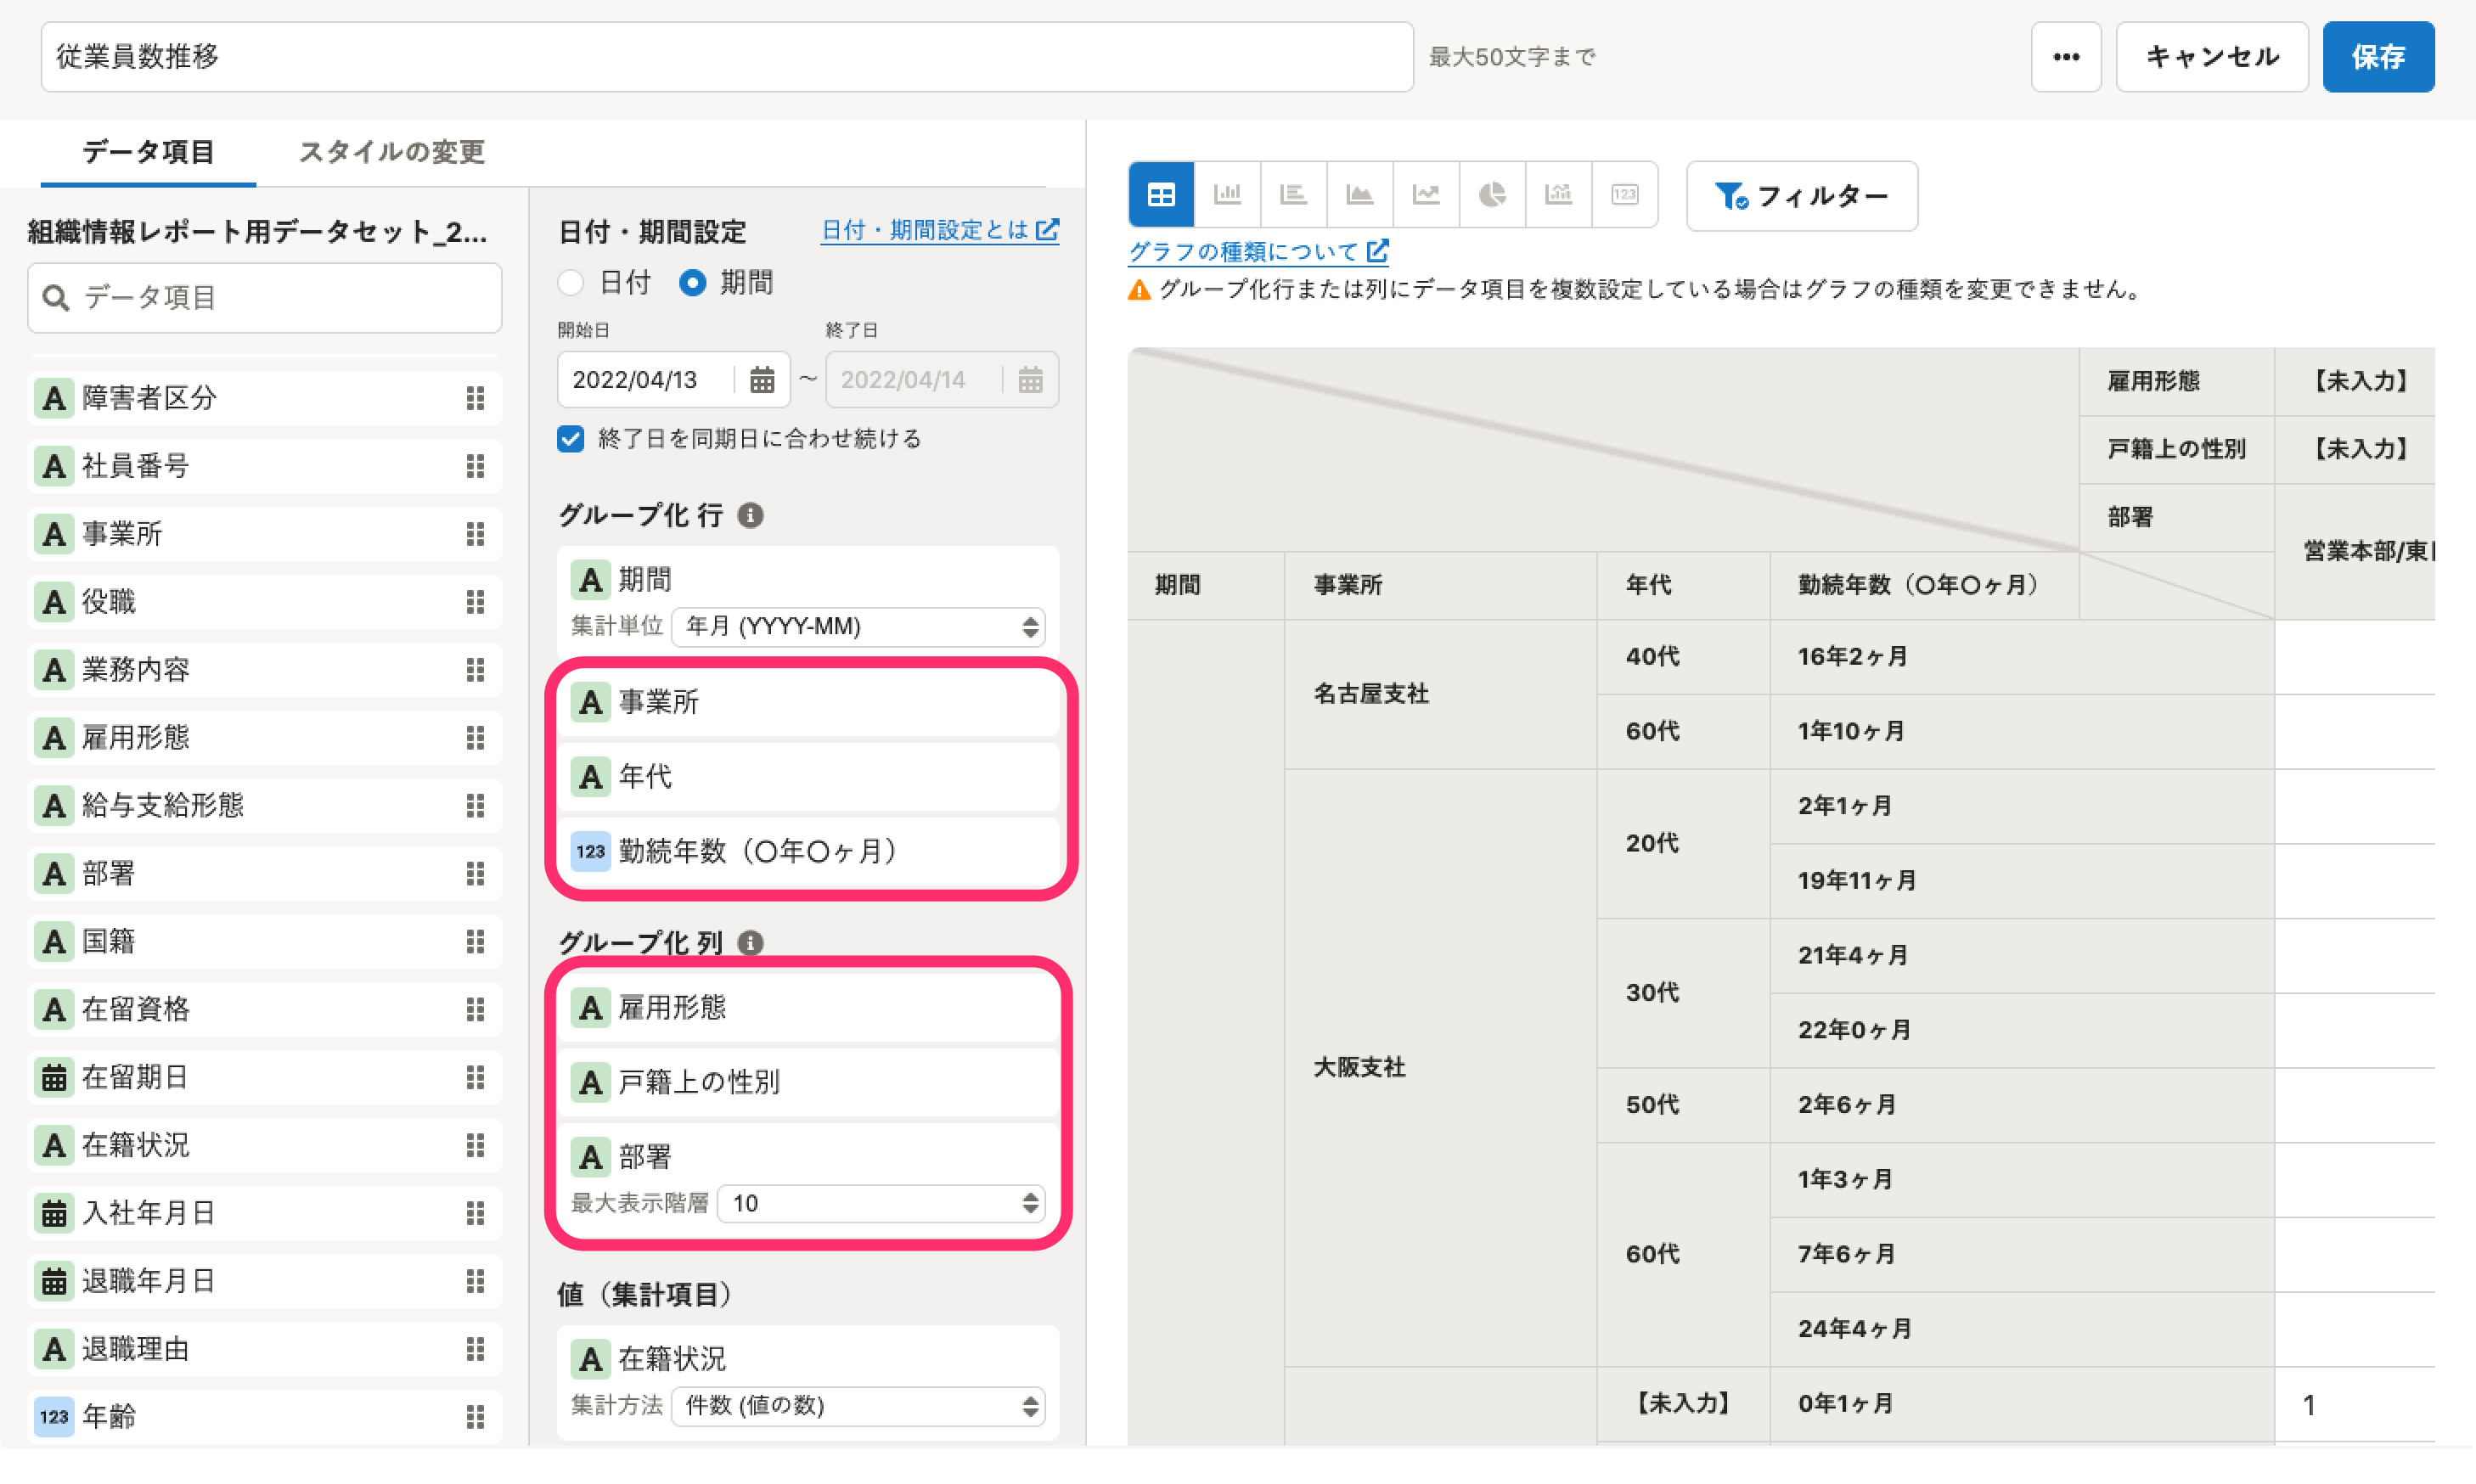 従業員数推移
最大50文字まで
キャンセル
保存
データ項目
スタイルの変更
組織情報レポート用データセット_2...
データ項目
A 障害者区分
A 社員番号
A 事業所
A 役職
A 業務内容
A 雇用形態
A 給与支給形態
A 部署
A 国籍
A 在留資格
在留期日
A 在籍状況
入社年月日
退職年月日
A 退職理由
123 年齢
日付・期間設定
日付・期間設定とは
日付
期間
開始日
終了日
2022/04/13
~
2022/04/14
終了日を同期日に合わせ続ける
グループ化 行
A 期間
集計単位 年月 (YYYY-MM)
A 事業所
A 年代
123 勤続年数（〇年〇ヶ月）
グループ化 列
A 雇用形態
A 戸籍上の性別
A 部署
最大表示階層 10
値（集計項目）
A 在籍状況
集計方法 件数 (値の数)
123
フィルター
グラフの種類について
グループ化行または列にデータ項目を複数設定している場合はグラフの種類を変更できません。
雇用形態 【未入力】
戸籍上の性別 【未入力】
部署
営業本部/東
期間 事業所 年代 勤続年数（〇年〇ヶ月）
名古屋支社
40代 16年2ヶ月
60代 1年10ヶ月
大阪支社
20代
2年1ヶ月
19年11ヶ月
30代
21年4ヶ月
22年0ヶ月
50代 2年6ヶ月
60代
1年3ヶ月
7年6ヶ月
24年4ヶ月
【未入力】 0年1ヶ月 1